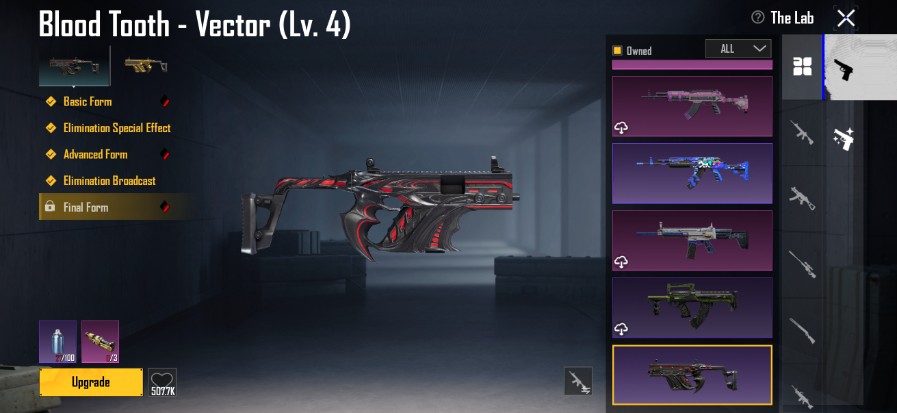 Blood Tooth - Vector (Lv. 4)
The Lab
Owned
ALL
Basic Form
Elimination Special Effect
Advanced Form
Elimination Broadcast
Final Form
/100
/3
Upgrade
507.7K